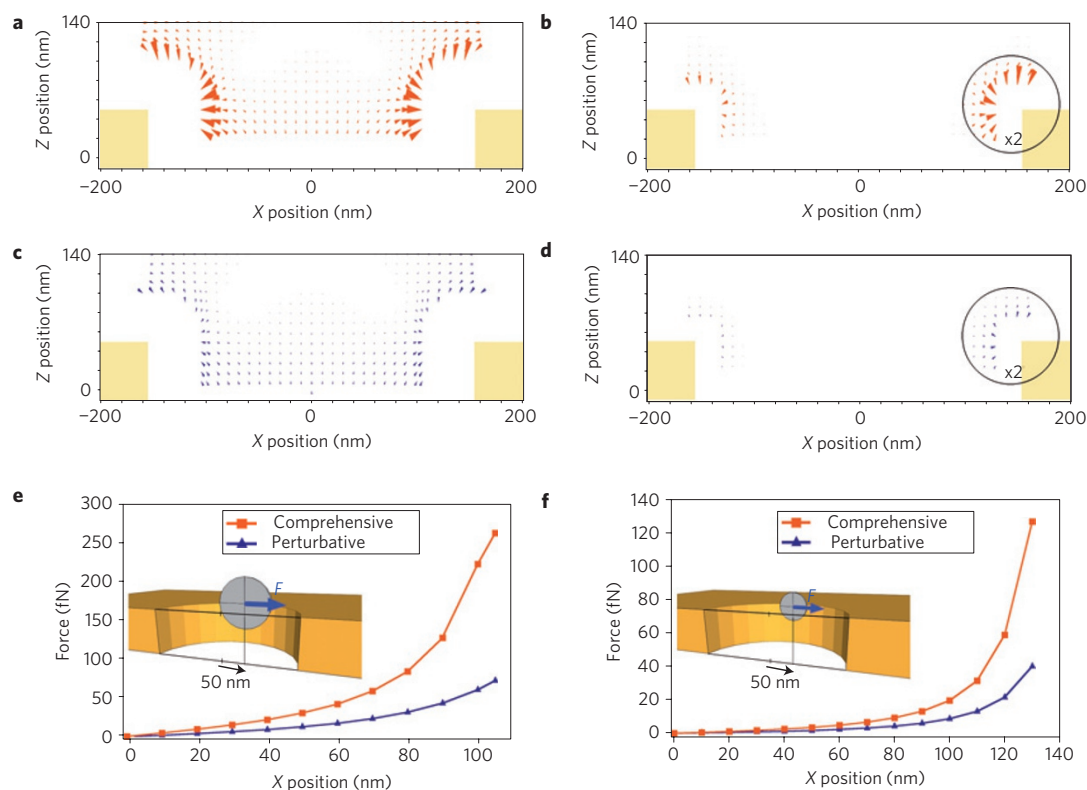 a
140
Z position (nm)
0
−200
0
200
X position (nm)
b
140
Z position (nm)
0
x2
−200
0
200
X position (nm)
c
140
Z position (nm)
0
−200
0
200
X position (nm)
d
140
Z position (nm)
0
x2
−200
0
200
X position (nm)
e
300
250
200
150
100
50
0
Force (fN)
Comprehensive
Perturbative
F
50 nm
0
20
40
60
80
100
X position (nm)
f
140
120
100
80
60
40
20
0
Force (fN)
Comprehensive
Perturbative
F
50 nm
0
20
40
60
80
100
120
140
X position (nm)